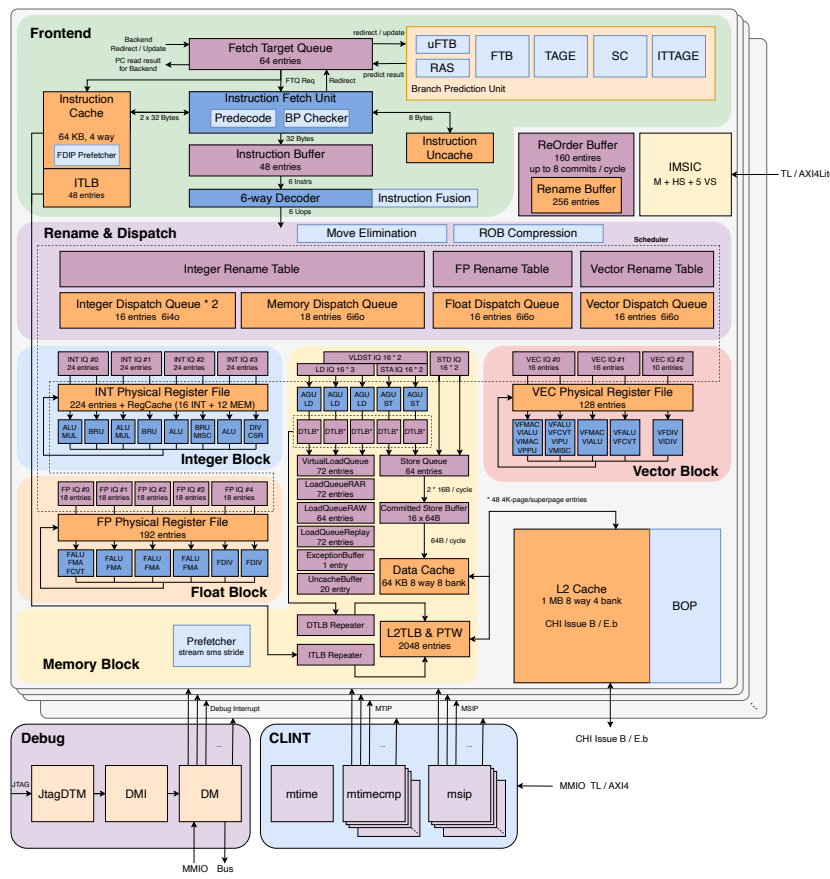 Frontend
Backend
Redirect / Update
PC read result
for Backend
Fetch Target Queue
64 entries
redirect / update
predict result
uFTB
RAS
FTB
TAGE
SC
ITTAGE
Branch Prediction Unit
FTQ Req
Redirect
Instruction
Cache
64 KB, 4 way
FDIP Prefetcher
ITLB
48 entries
2 x 32 Bytes
Instruction Fetch Unit
Predecode
BP Checker
8 Bytes
Instruction
Uncache
32 Bytes
Instruction Buffer
48 entries
6 Instrs
6-way Decoder
Instruction Fusion
6 Uops
ReOrder Buffer
160 entires
up to 8 commits / cycle
Rename Buffer
256 entries
IMSIC
M + HS + 5 VS
TL / AXI4Lite
Rename & Dispatch
Move Elimination
ROB Compression
Scheduler
Integer Rename Table
FP Rename Table
Vector Rename Table
Integer Dispatch Queue * 2
16 entries 6i4o
Memory Dispatch Queue
18 entries 6i6o
Float Dispatch Queue
16 entries 6i6o
Vector Dispatch Queue
16 entries 6i6o
INT IQ #0
24 entries
INT IQ #1
24 entries
INT IQ #2
24 entries
INT IQ #3
24 entries
INT Physical Register File
224 entries + RegCache (16 INT + 12 MEM)
ALU
MUL
BRU
ALU
MUL
BRU
ALU
BRU
MISC
ALU
DIV
CSR
Integer Block
VLDST IQ 16 * 2
LD IQ 16 * 3
STA IQ 16 * 2
STD IQ
16 * 2
AGU
LD
AGU
LD
AGU
LD
AGU
ST
AGU
ST
DTLB*
DTLB*
DTLB*
DTLB*
DTLB*
VEC IQ #0
16 entries
VEC IQ #1
16 entries
VEC IQ #2
10 entries
VEC Physical Register File
128 entries
VFMAC
VIALU
VIMAC
VPPU
VFALU
VFCVT
VIPU
VMISC
VFMAC
VIALU
VFALU
VFCVT
VFDIV
VIDIV
Vector Block
FP IQ #0
18 entries
FP IQ #1
18 entries
FP IQ #2
18 entries
FP IQ #3
18 entries
FP IQ #4
18 entries
FP Physical Register File
192 entries
FALU
FMA
FCVT
FALU
FMA
FALU
FMA
FALU
FMA
FDIV
FDIV
Float Block
VirtualLoadQueue
72 entries
LoadQueueRAR
72 entries
LoadQueueRAW
64 entries
LoadQueueReplay
72 entries
ExceptionBuffer
1 entry
UncacheBuffer
20 entry
Store Queue
64 entries
2 * 16B / cycle
Committed Store Buffer
16 x 64B
64B / cycle
Data Cache
64 KB 8 way 8 bank
* 48 4K-page/superpage entries
L2 Cache
1 MB 8 way 4 bank
CHI Issue B / E.b
BOP
DTLB Repeater
ITLB Repeater
L2TLB & PTW
2048 entries
Prefetcher
stream sms stride
Memory Block
CHI Issue B / E.b
Debug Interrupt
...
MTIP
...
MSIP
...
...
Debug
JTAG
JtagDTM
DMI
DM
MMIO
Bus
CLINT
mtime
mtimecmp
msip
MMIO TL / AXI4